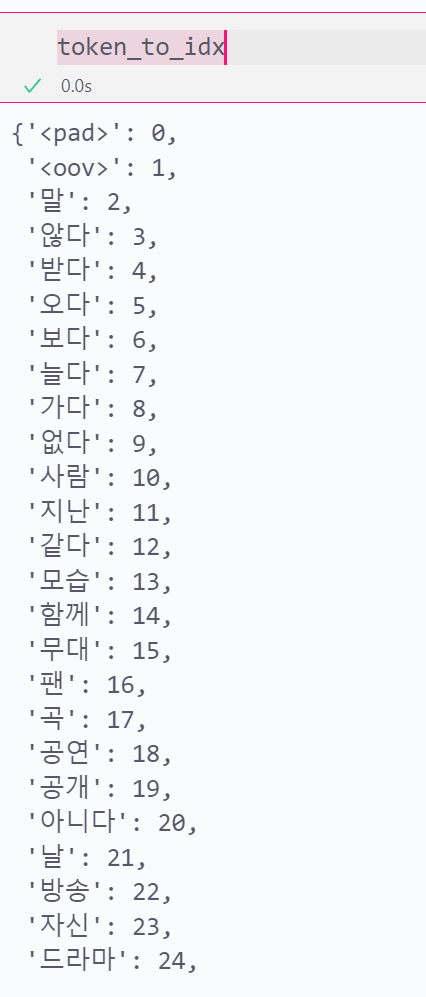 token_to_idx
0.0s
{'<pad>': 0,
'<oov>': 1,
'말': 2,
'않다': 3,
'받다': 4,
'오다': 5,
'보다': 6,
'늘다': 7,
'가다': 8,
'없다': 9,
'사람': 10,
'지난': 11,
'같다': 12,
'모습': 13,
'함께': 14,
'무대': 15,
'팬': 16,
'곡': 17,
'공연': 18,
'공개': 19,
'아니다': 20,
'날': 21,
'방송': 22,
'자신': 23,
'드라마': 24,